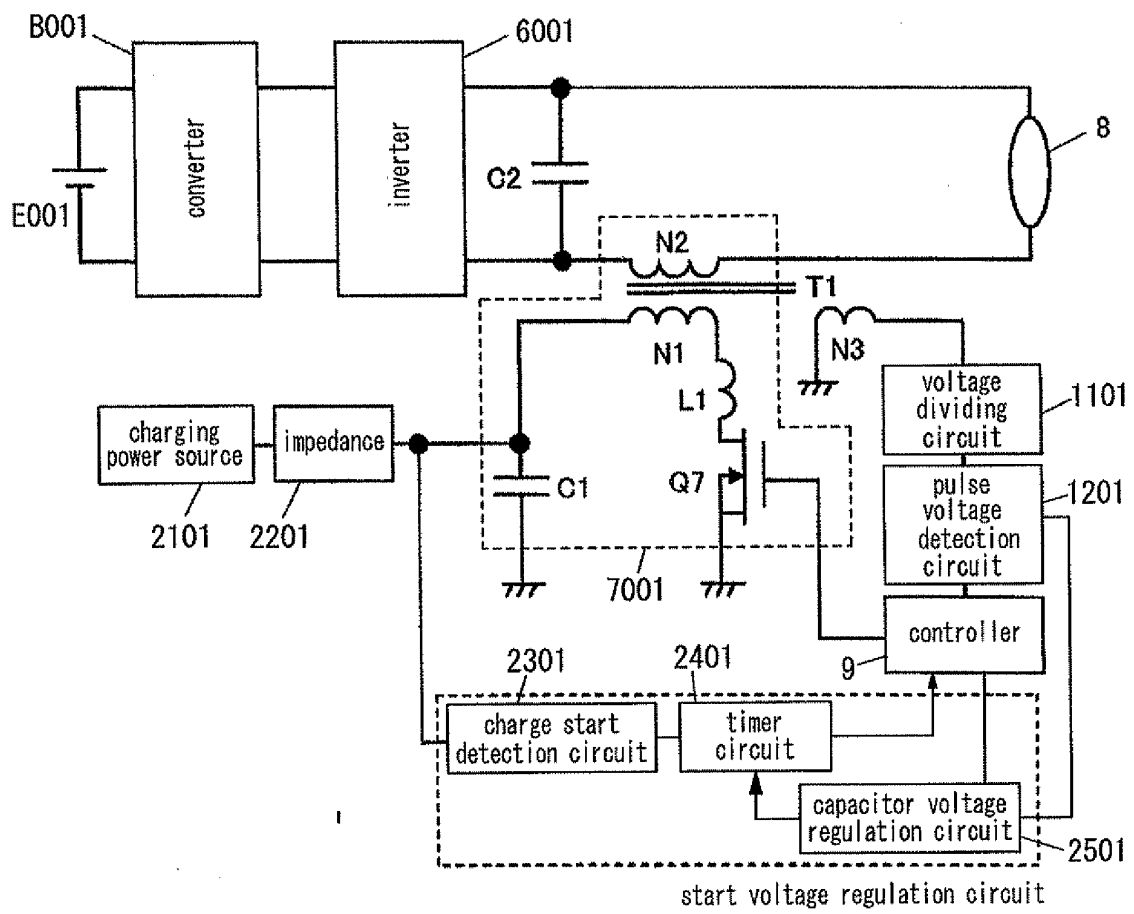 B001
6001
converter
inverter
E001
C2
8
N2
T1
N1
N3
L1
voltage
dividing
circuit
1101
charging
power source
impedance
C1
Q7
pulse
voltage
detection
circuit
1201
2101
2201
7001
controller
9
2301
2401
charge start
detection circuit
timer
circuit
capacitor voltage
regulation circuit
2501
start voltage regulation circuit